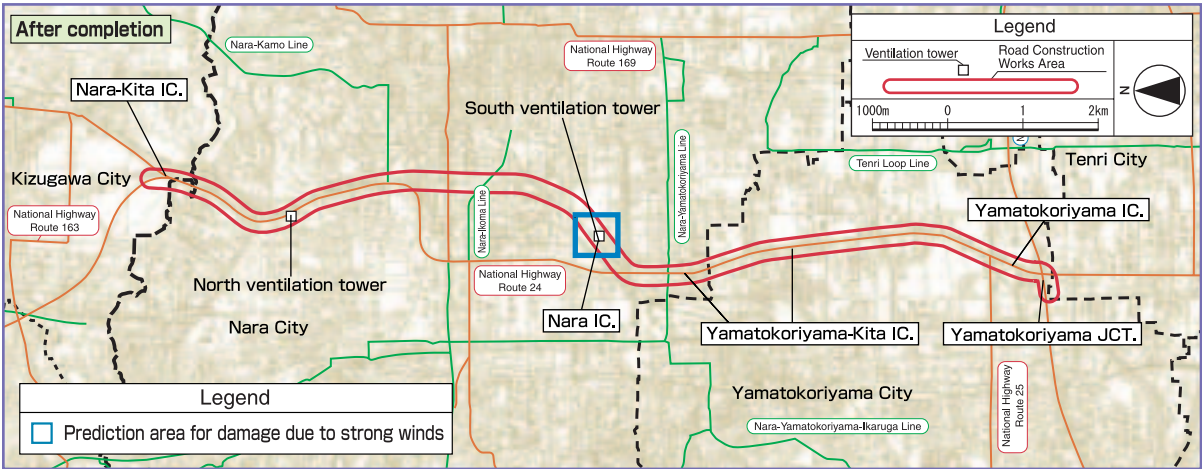 After completion
Nara-Kamo Line
National Highway
Route 169
Legend
Ventilation tower
Road Construction
Works Area
N
1000m 0 1 2km
Nara-Kita IC.
South ventilation tower
Kizugawa City
National Highway
Route 163
Nara-Ikoma Line
Nara-Yamatokoriyama Line
Tenri Loop Line
Tenri City
Yamatokoriyama IC.
North ventilation tower
National Highway
Route 24
Nara City
Nara IC.
Yamatokoriyama-Kita IC.
Yamatokoriyama JCT.
Yamatokoriyama City
National Highway
Route 25
Nara-Yamatokoriyama-Ikaruga Line
Legend
Prediction area for damage due to strong winds